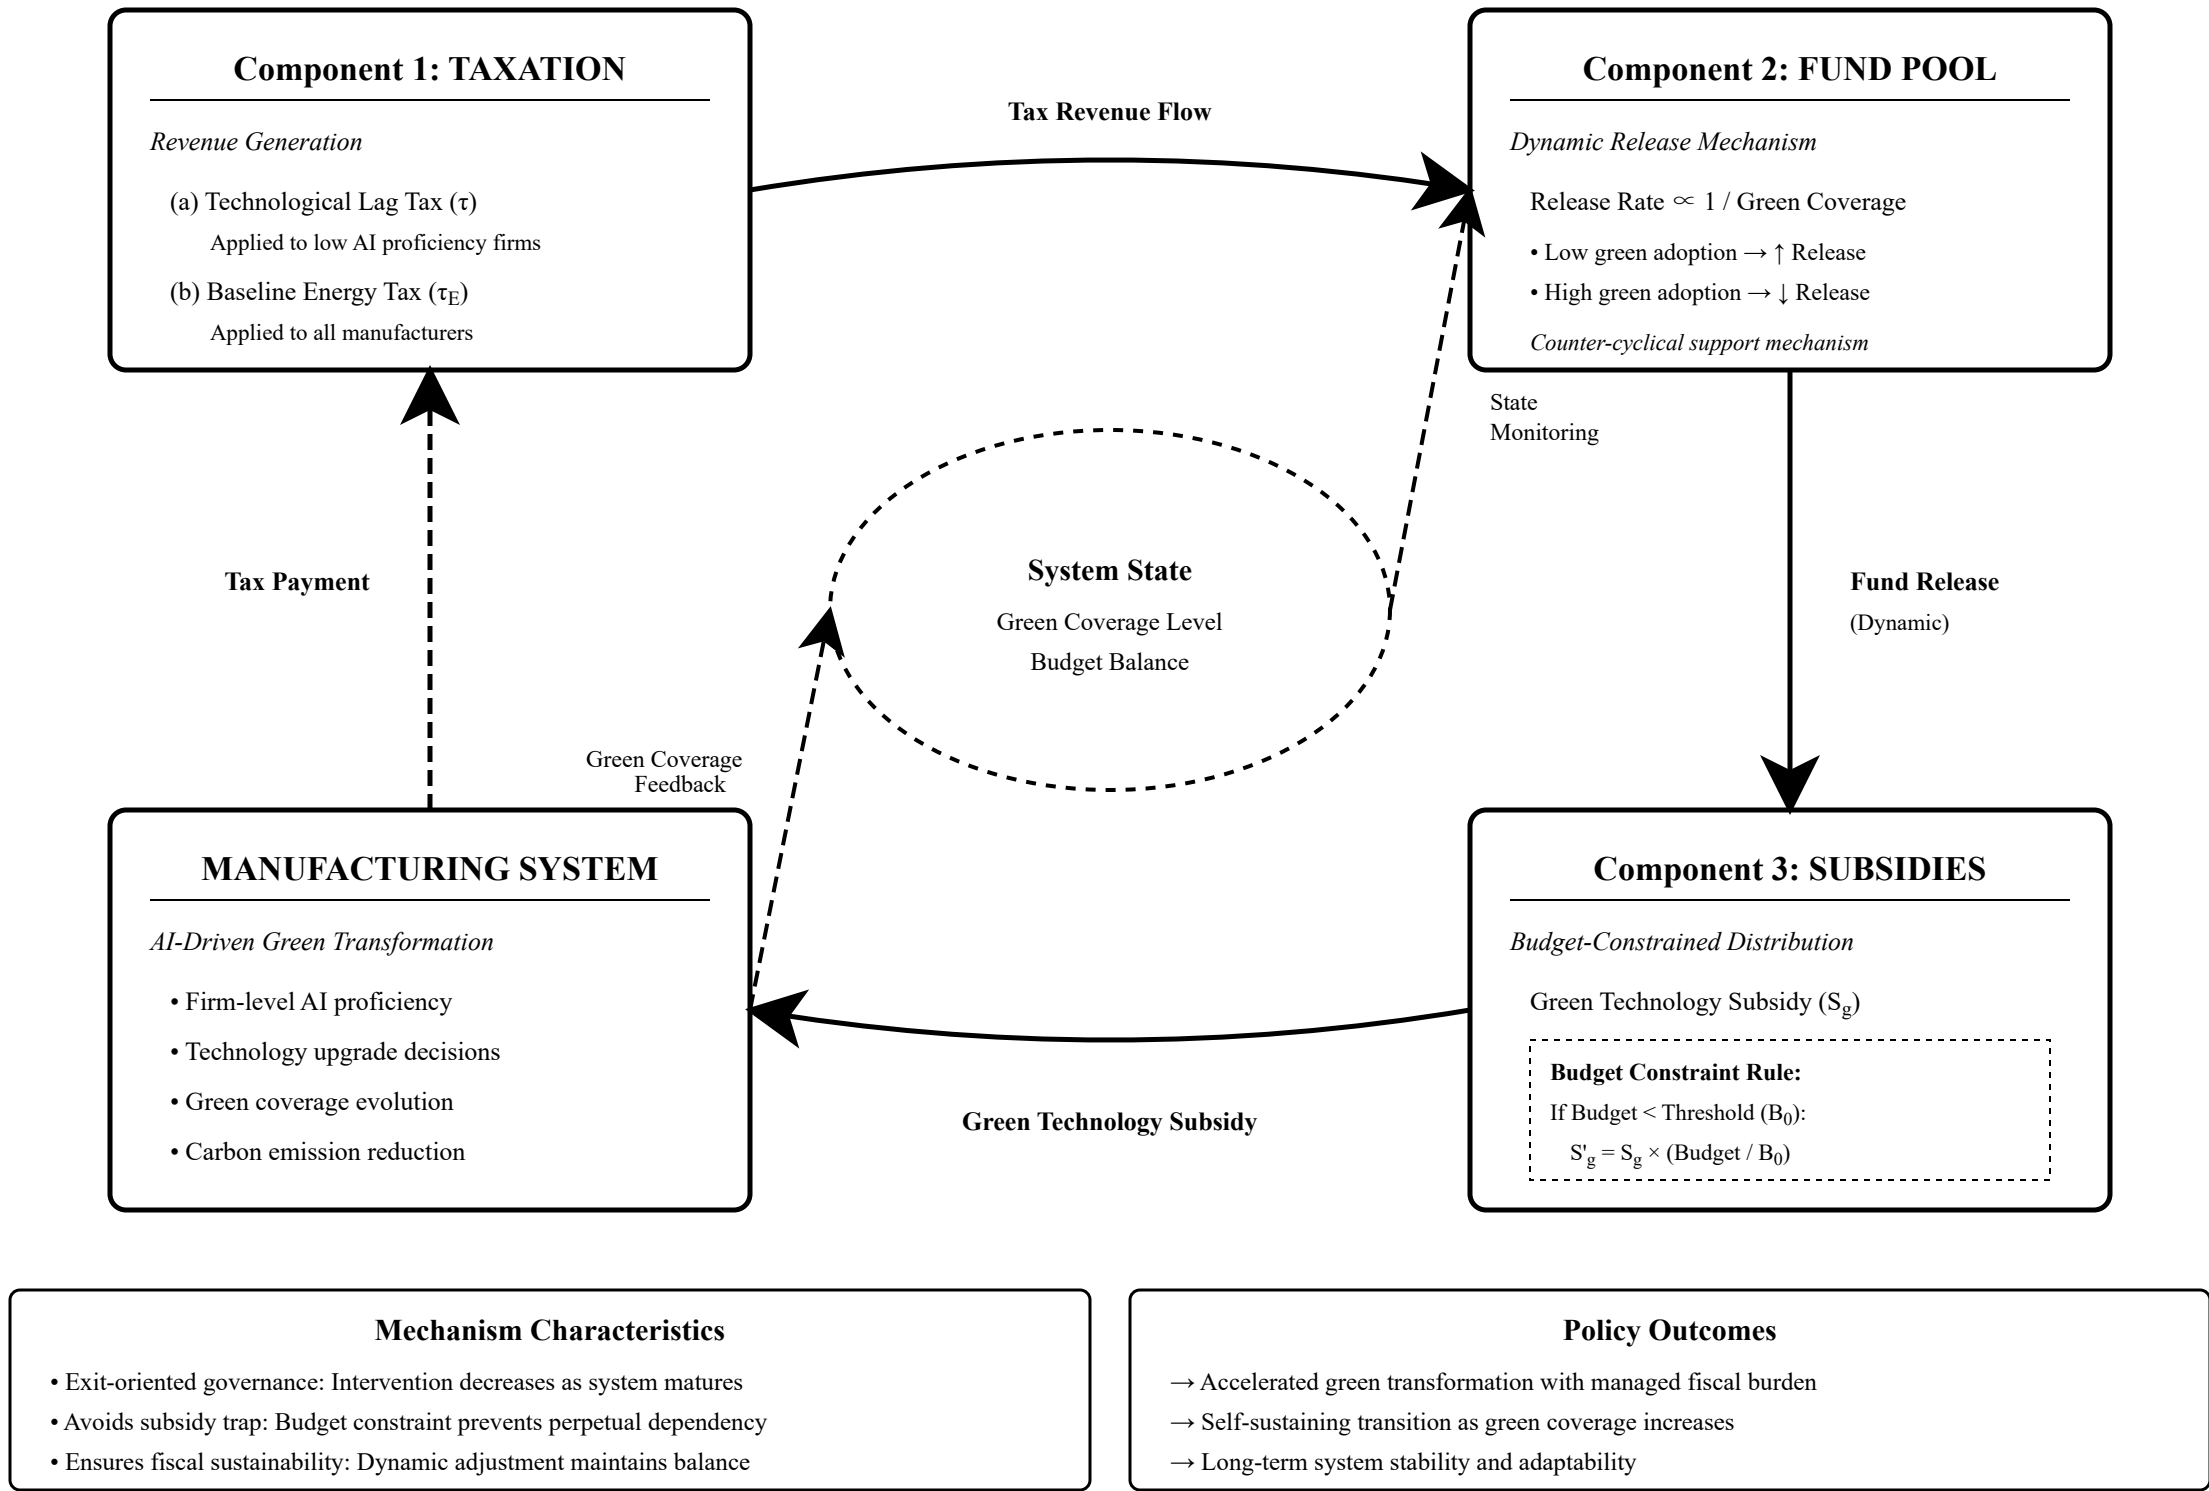 Component 1: TAXATION
Revenue Generation
(a) Technological Lag Tax (τ)
Applied to low AI proficiency firms
(b) Baseline Energy Tax (τE)
Applied to all manufacturers
Tax Revenue Flow
Component 2: FUND POOL
Dynamic Release Mechanism
Release Rate ∝ 1 / Green Coverage
• Low green adoption → ↑ Release
• High green adoption → ↓ Release
Counter-cyclical support mechanism
State
Monitoring
System State
Green Coverage Level
Budget Balance
Tax Payment
Fund Release
(Dynamic)
Green Coverage
Feedback
MANUFACTURING SYSTEM
AI-Driven Green Transformation
• Firm-level AI proficiency
• Technology upgrade decisions
• Green coverage evolution
• Carbon emission reduction
Green Technology Subsidy
Component 3: SUBSIDIES
Budget-Constrained Distribution
Green Technology Subsidy (Sg)
Budget Constraint Rule:
If Budget < Threshold (B0):
S'g = Sg × (Budget / B0)
Mechanism Characteristics
• Exit-oriented governance: Intervention decreases as system matures
• Avoids subsidy trap: Budget constraint prevents perpetual dependency
• Ensures fiscal sustainability: Dynamic adjustment maintains balance
Policy Outcomes
→ Accelerated green transformation with managed fiscal burden
→ Self-sustaining transition as green coverage increases
→ Long-term system stability and adaptability